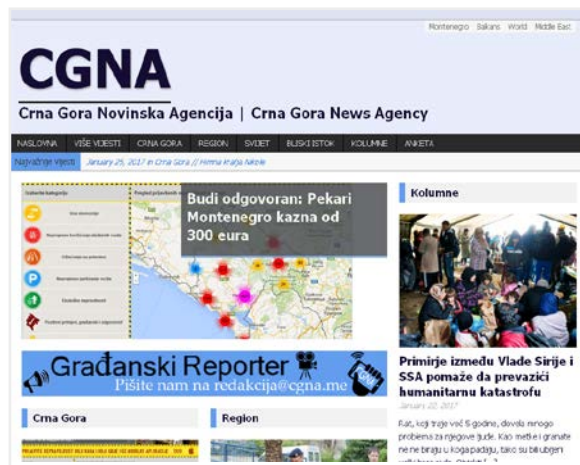 Montenegro Balkans World Middle East
CGNA
Crna Gora Novinska Agencija | Crna Gora News Agency
NASLOVNA VIŠE VIJESTI CRNA GORA REGION SVIJET BLISKI ISTOK KOLUMNE ANKETA
Najvažnije Vijesti January 25, 2017 in Crna Gora // Himna kralja Nikole
Budi odgovoran: Pekari
Montenegro kazna od
300 eura
Kolumne
Građanski Reporter
Pišite nam na redakcija@cgna.me
Primirje između Vlade Sirije i
SSA pomaže da prevazići
humanitarnu katastrofu
January 22, 2017
Crna Gora
Region
Rat, koji traje već 5 godina, dovela mnogo
problema za njegove ljude. Kao metke i granate
ne ne biraju u koga padaju, tako su bili ubijeni